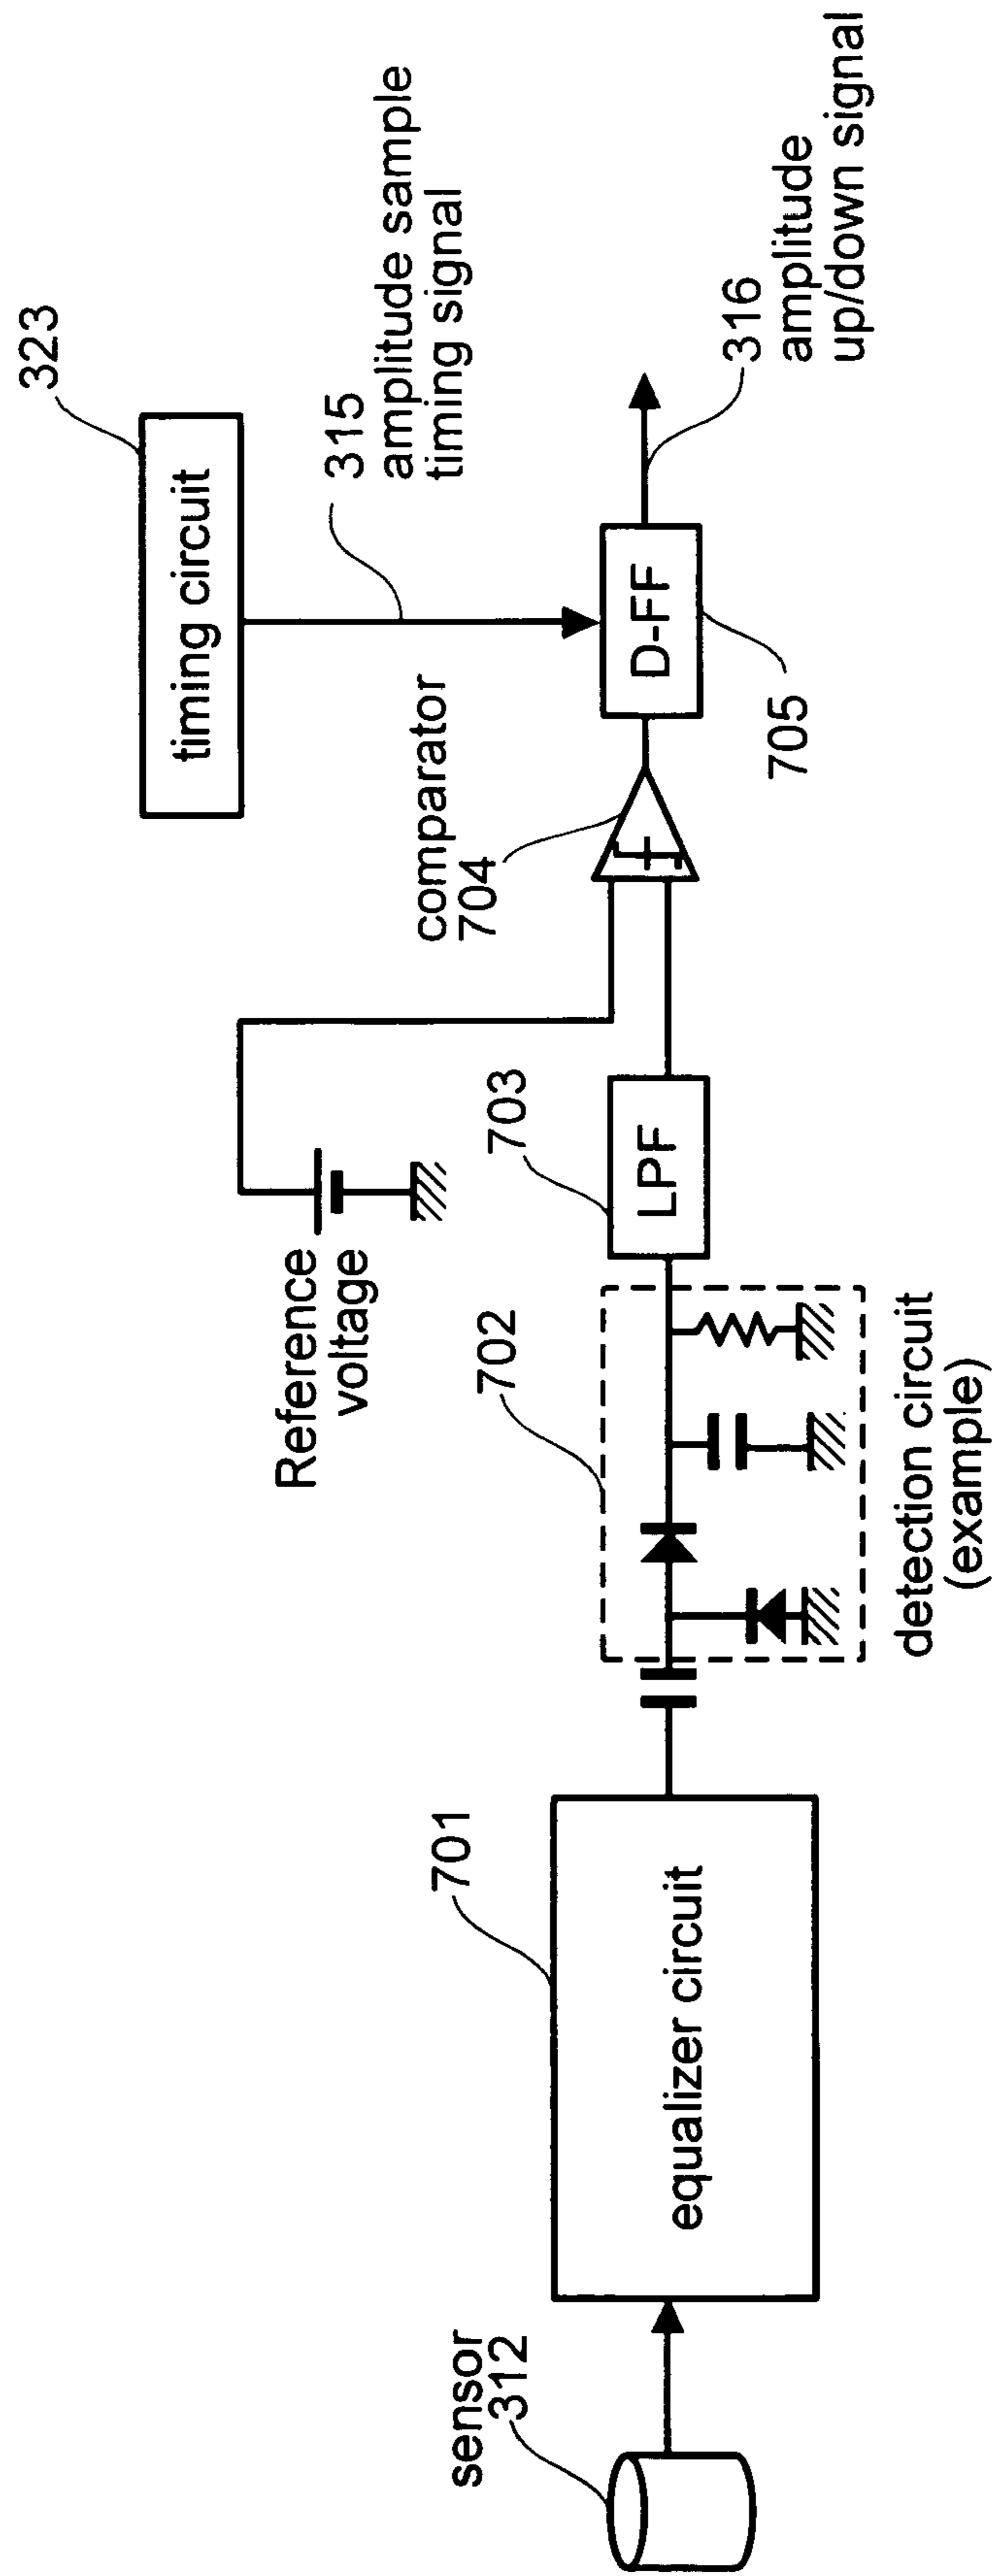 323
timing circuit
315
amplitude sample
timing signal
316
amplitude
up/down signal
comparator
704
D-FF
705
Reference
voltage
703
LPF
702
detection circuit
(example)
701
equalizer circuit
sensor
312